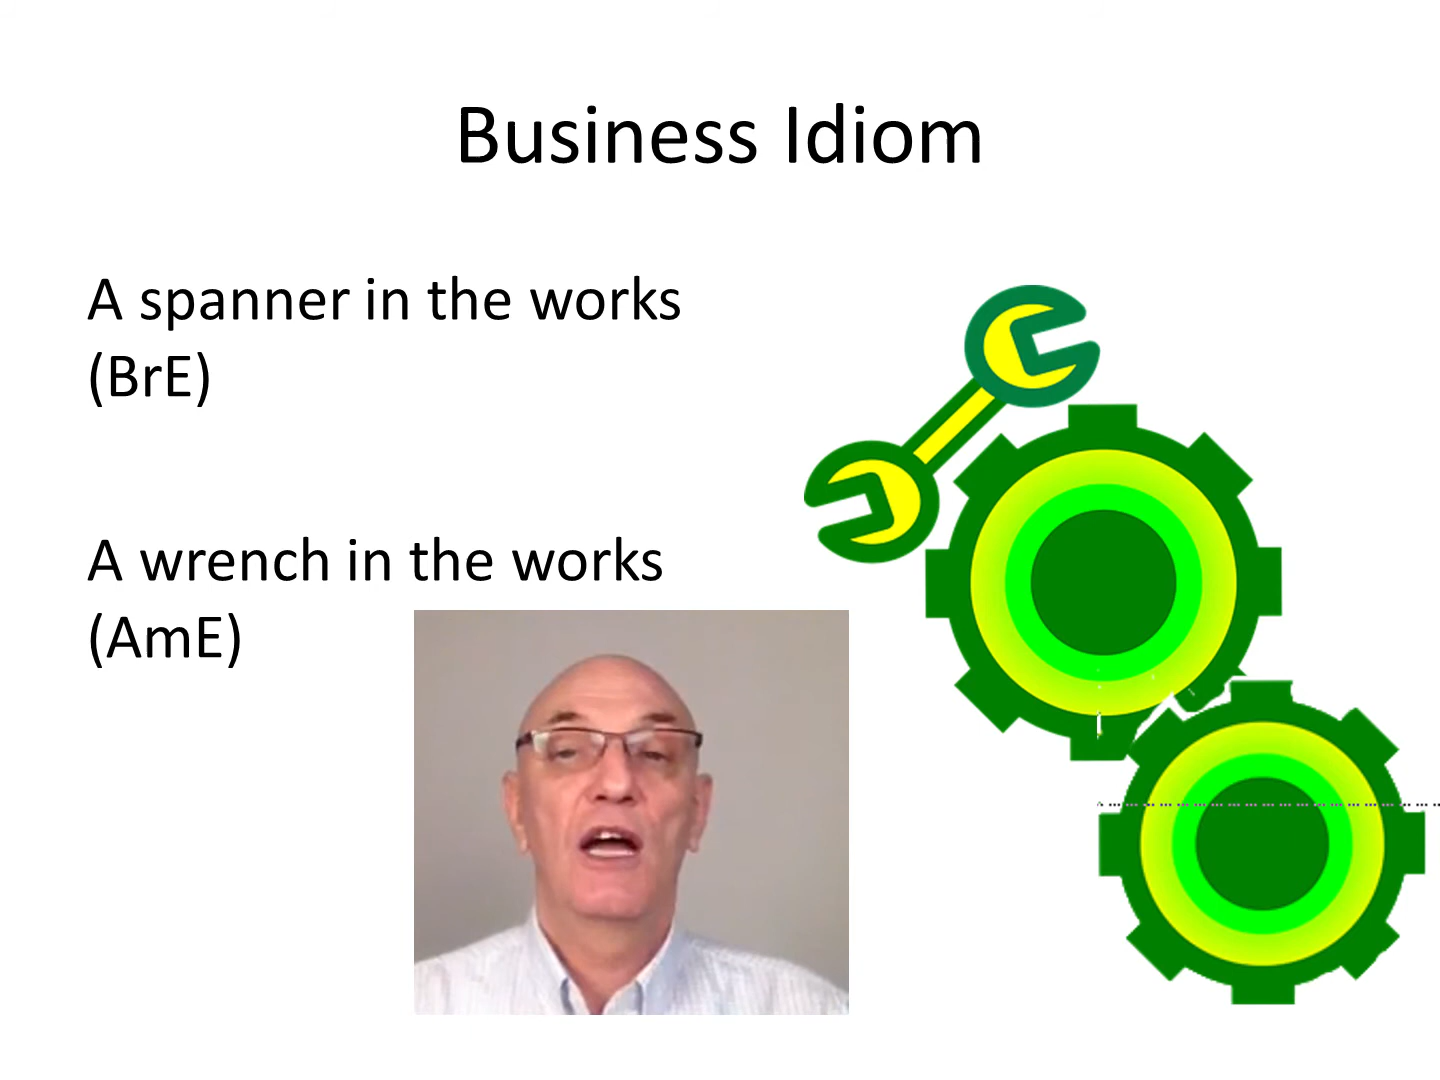 Business Idiom
A spanner in the works
(BrE)
A wrench in the works
(AmE)